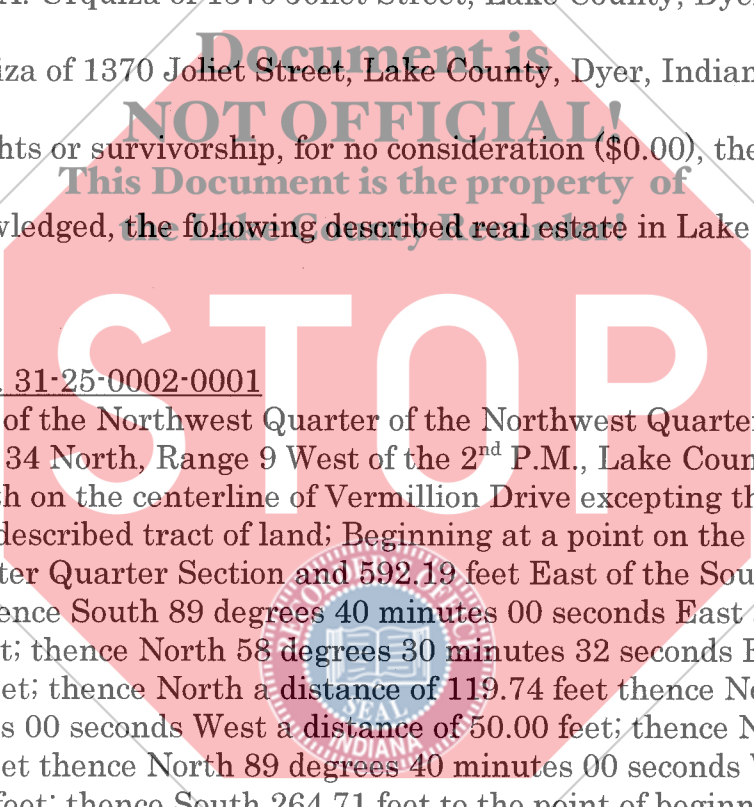 A. Urquiza of 1370 Joliet Street, Lake County, Dyer,
Document is
iza of 1370 Joliet Street, Lake County, Dyer, Indian
NOT OFFICIAL!
hts or survivorship, for no consideration ($0.00), the
This Document is the property of
wledged, the following described real estate in Lake
the Lake County Recorder!
STOP
. 31-25-0002-0001
of the Northwest Quarter of the Northwest Quarter
34 North, Range 9 West of the 2nd P.M., Lake Coun
th on the centerline of Vermillion Drive excepting th
described tract of land; Beginning at a point on the
ter Quarter Section and 592.19 feet East of the Sou
ence South 89 degrees 40 minutes 00 seconds East
t; thence North 58 degrees 30 minutes 32 seconds E
et; thence North a distance of 119.74 feet thence No
s 00 seconds West a distance of 50.00 feet; thence N
et thence North 89 degrees 40 minutes 00 seconds W
feet; thence South 264.71 feet to the point of beginn
RECORDER OFFICIAL
SEAL
INDIANA